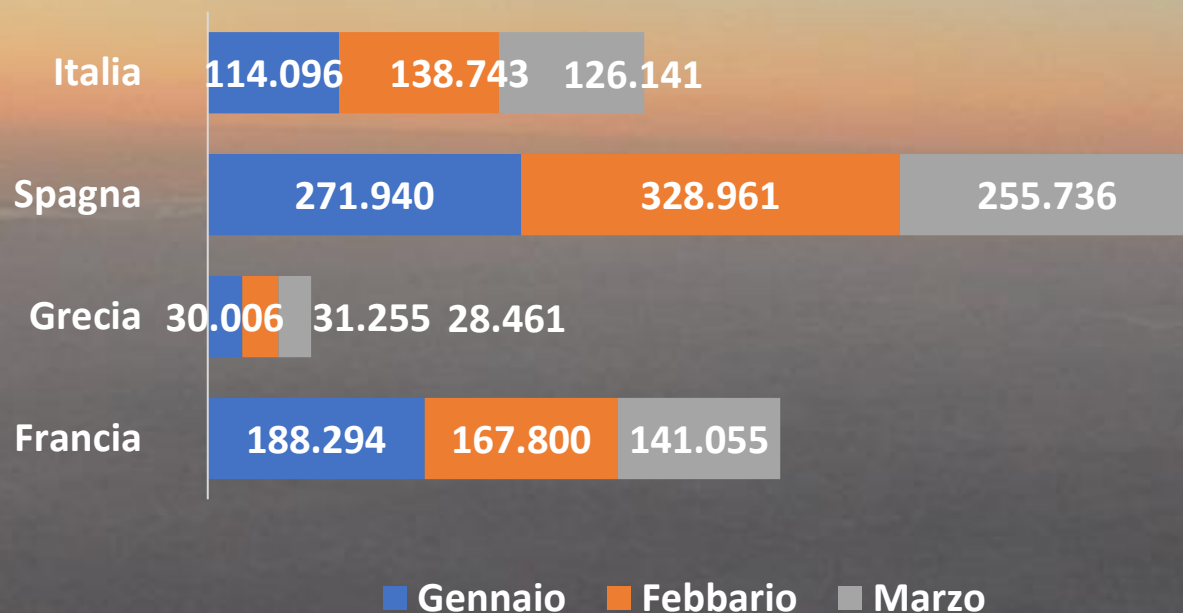 Italia 114.096 138.743 126.141
Spagna 271.940 328.961 255.736
Grecia 30.006 31.255 28.461
Francia 188.294 167.800 141.055
Gennaio Febbario Marzo